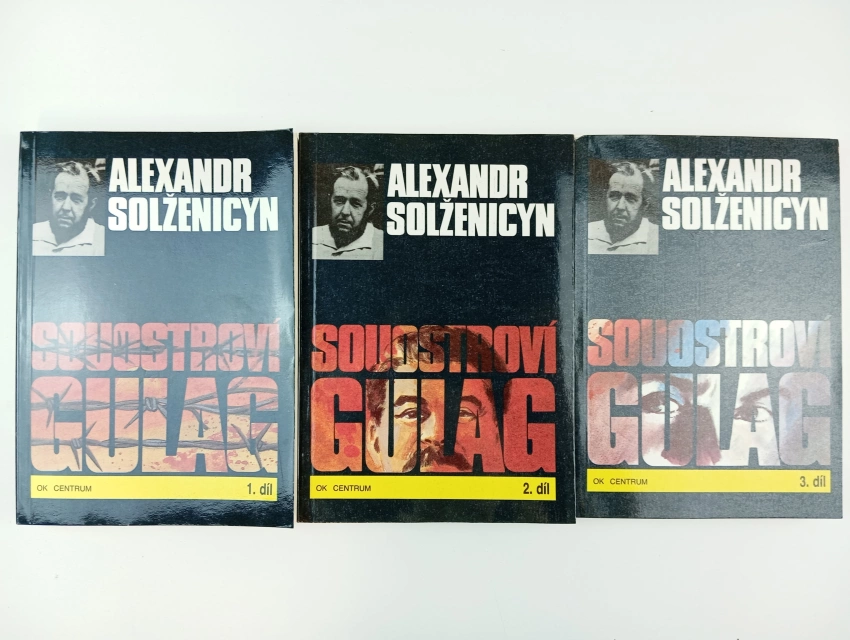 ALEXANDR
SOLŽENICYN
SOUOSTROVÍ
GULAG
OK CENTRUM 1. díl
ALEXANDR
SOLŽENICYN
SOUOSTROVÍ
GULAG
OK CENTRUM 2. díl
ALEXANDR
SOLŽENICYN
SOUOSTROVÍ
GULAG
OK CENTRUM 3. díl